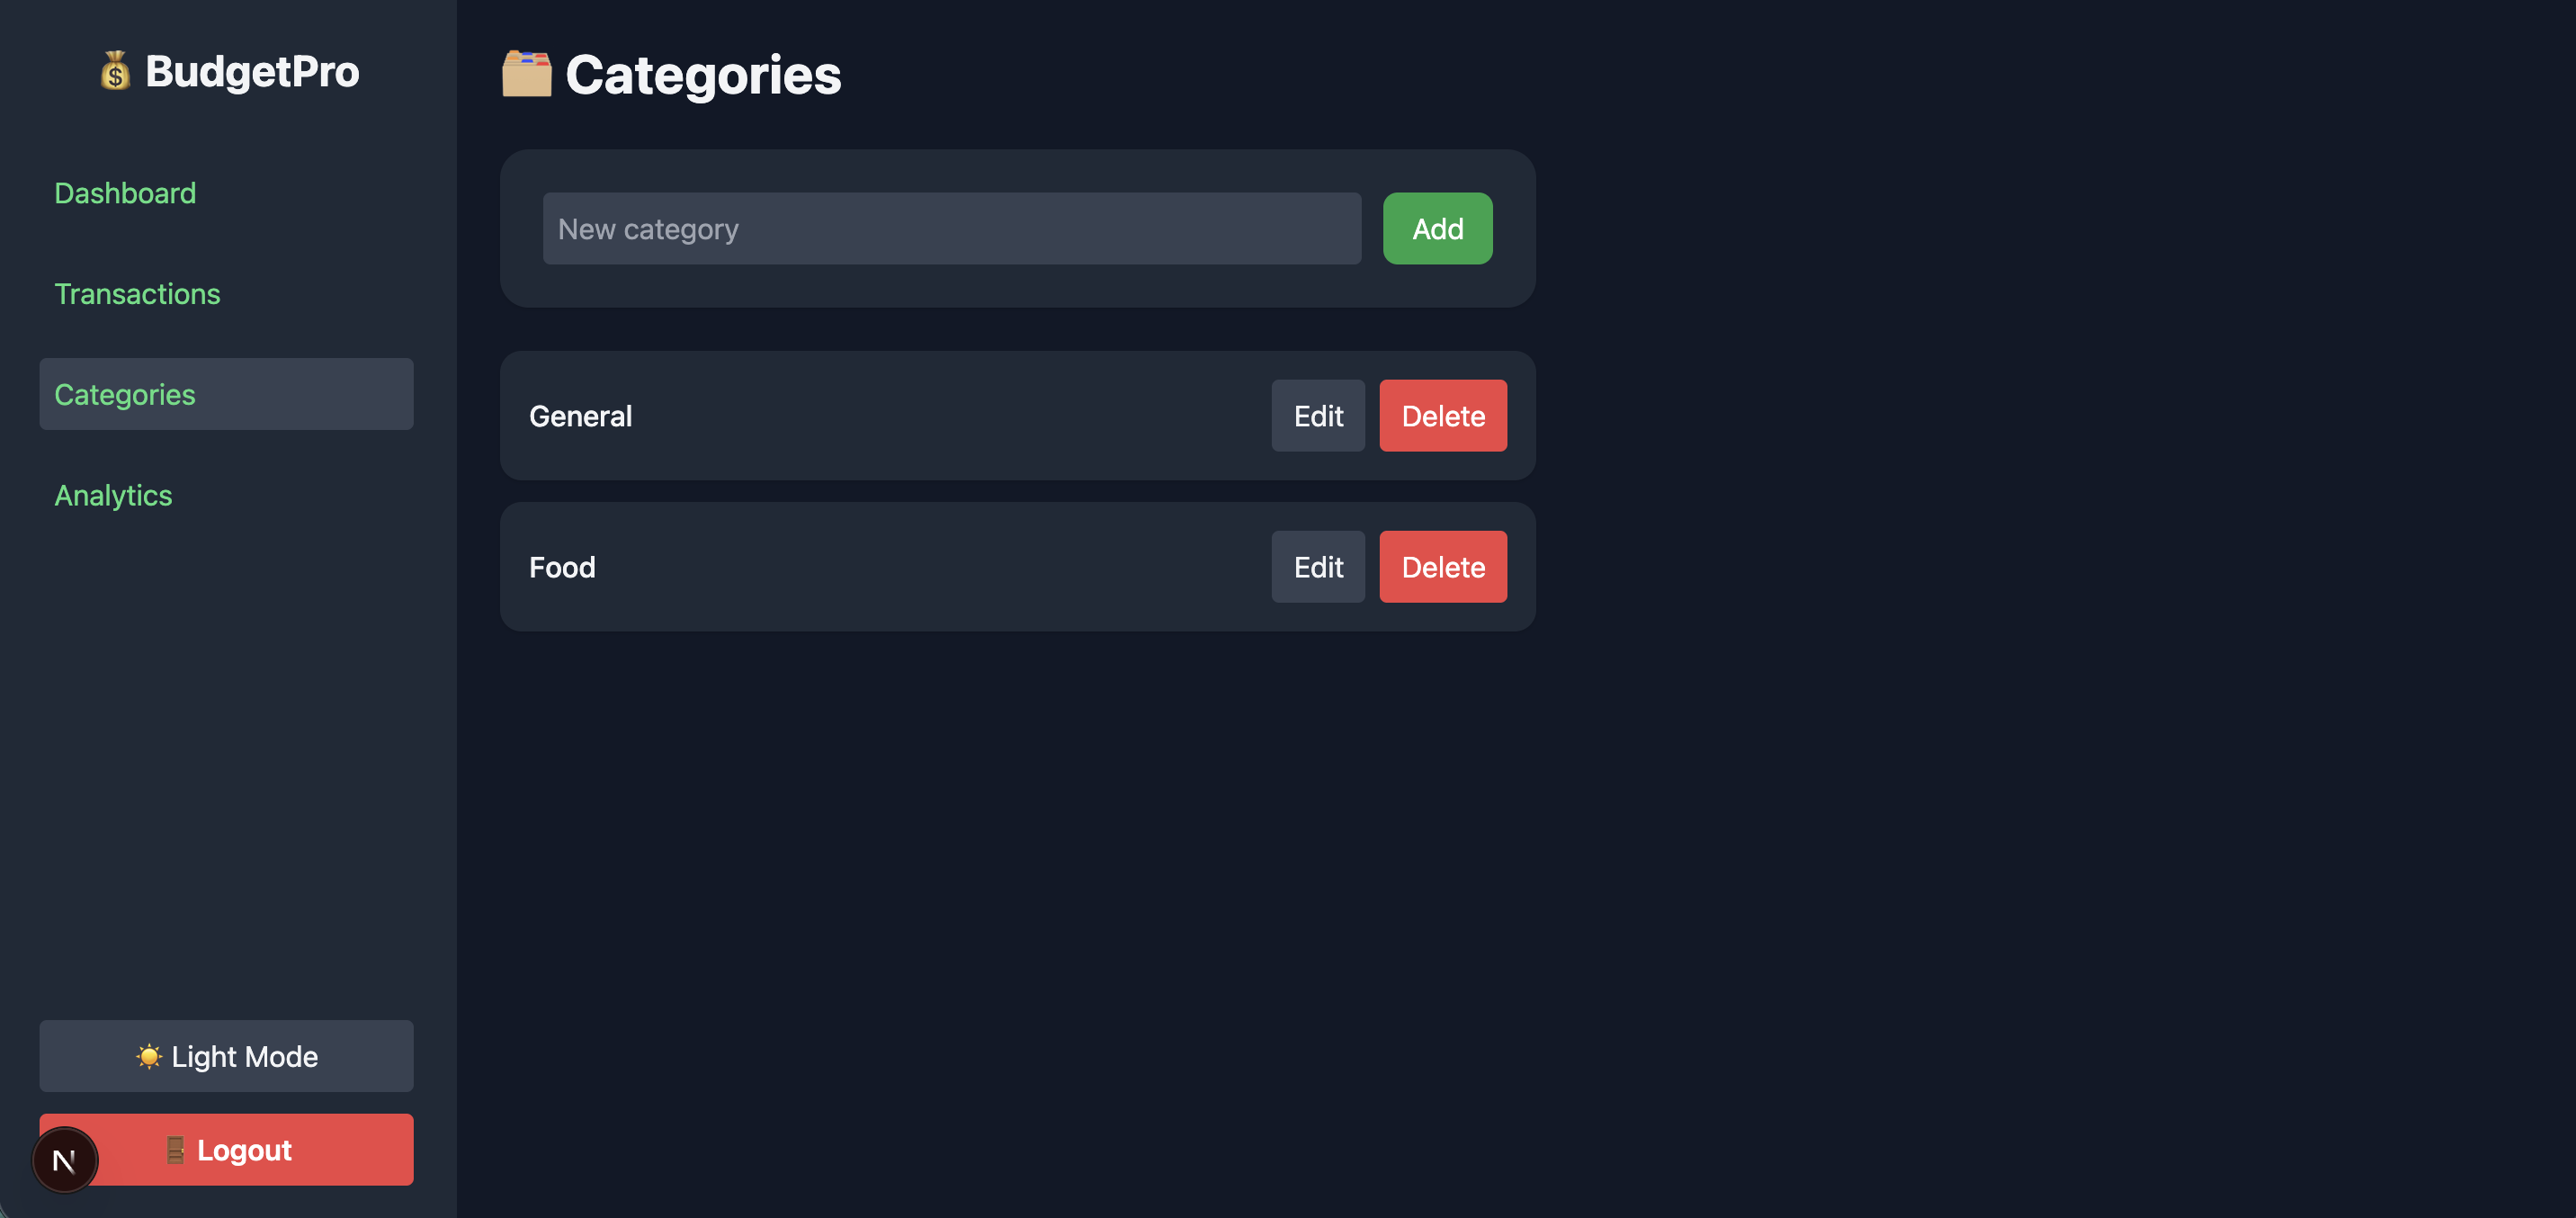 💰 BudgetPro
Dashboard
Transactions
Categories
Analytics
☀️ Light Mode
🚪 Logout
N
🗂️ Categories
New category
Add
General
Edit
Delete
Food
Edit
Delete